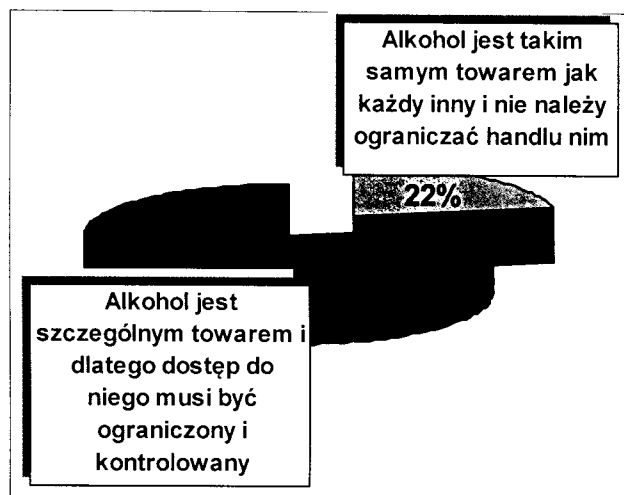 Alkohol jest takim
samym towarem jak
każdy inny i nie należy
ograniczać handlu nim
22%
Alkohol jest
szczególnym towarem i
dlatego dostęp do
niego musi być
ograniczony i
kontrolowany